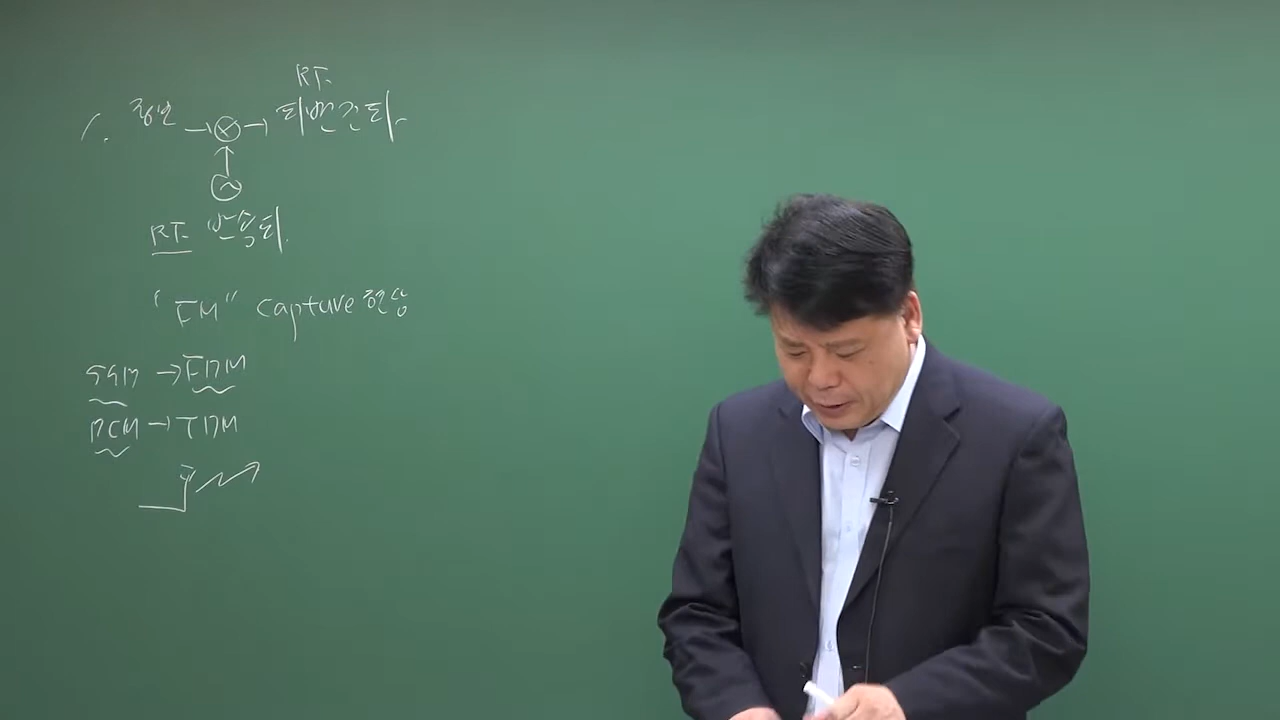 RF
1. 정보 → ⊗ → 피변조파
RF 반송파
"FM" capture 현상
SSB → FDM
PCM → TDM